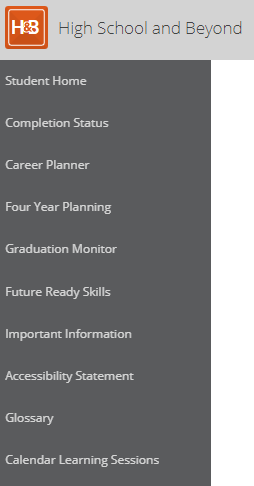 H&B High School and Beyond
Student Home
Completion Status
Career Planner
Four Year Planning
Graduation Monitor
Future Ready Skills
Important Information
Accessibility Statement
Glossary
Calendar Learning Sessions